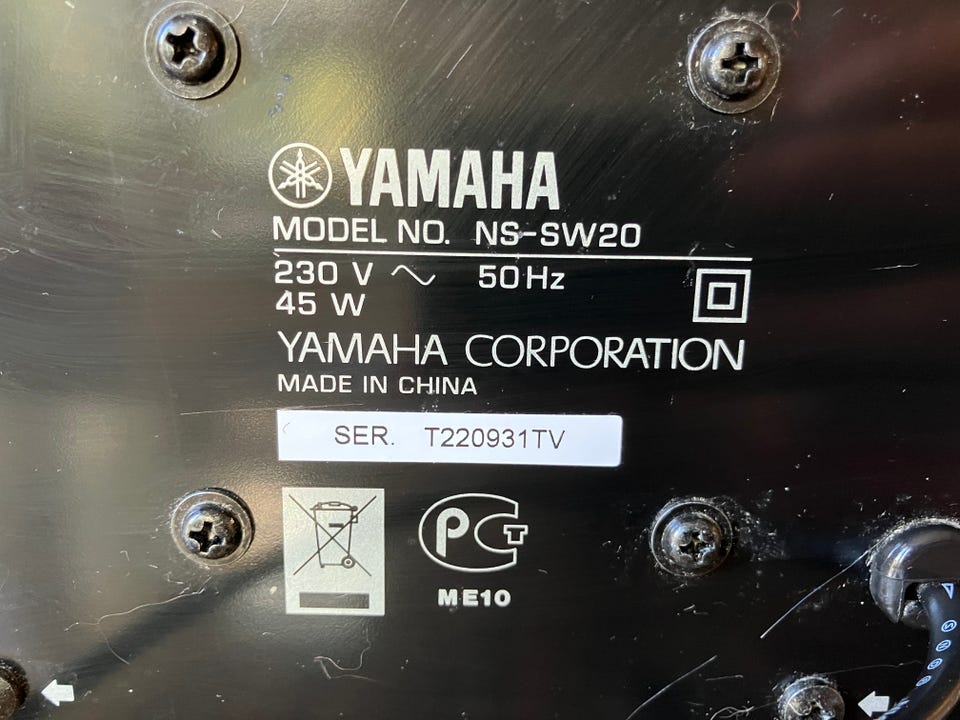 YAMAHA
MODEL NO. NS-SW20
230 V ~ 50 Hz
45 W
YAMAHA CORPORATION
MADE IN CHINA
SER. T220931TV
PCT
ME10